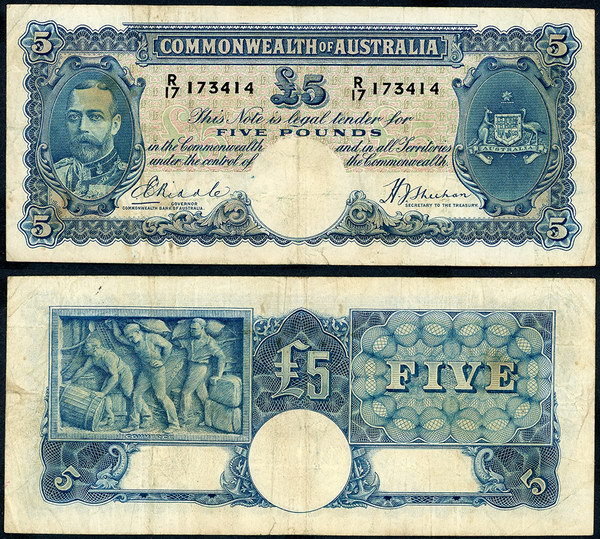 5 COMMONWEALTH OF AUSTRALIA 5
R/17 173414 £5 R/17 173414
This Note is legal tender for
FIVE POUNDS
in the Commonwealth and in all Territories
under the control of the Commonwealth.
AUSTRALIA
GOVERNOR
COMMONWEALTH BANK OF AUSTRALIA.
SECRETARY TO THE TREASURY.
5 5
£5 FIVE
COMMERCE
5 5